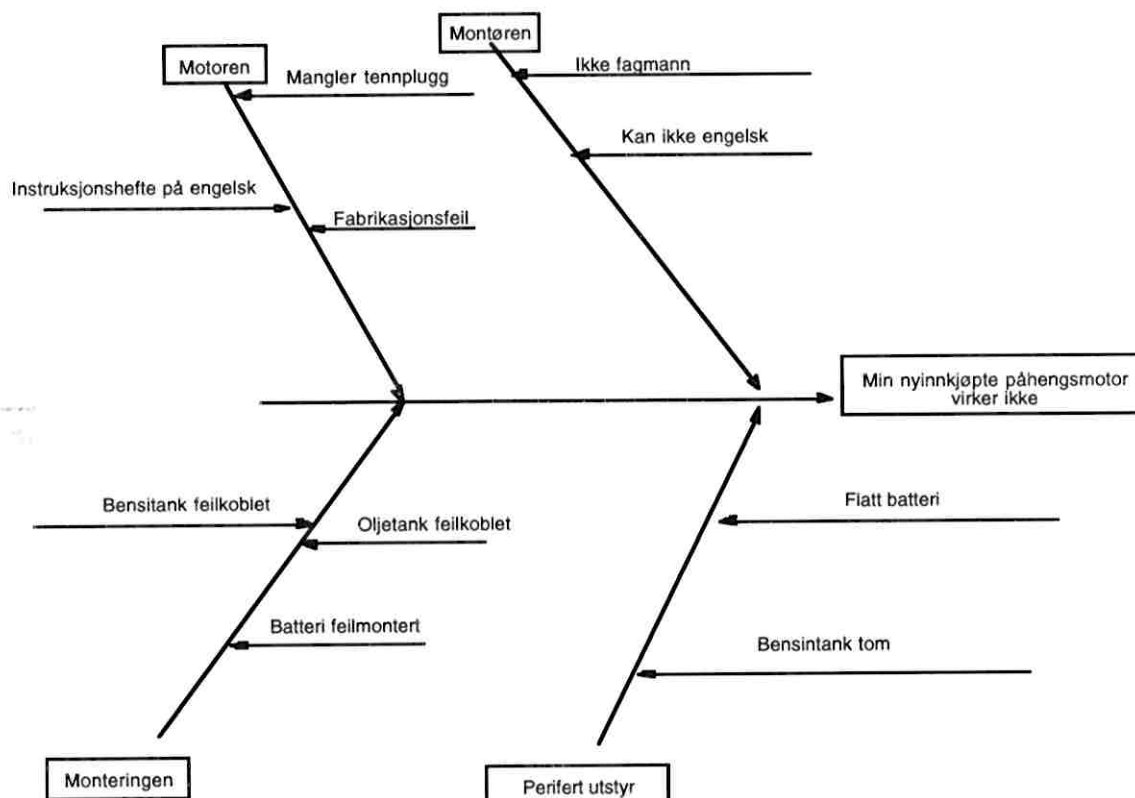 Montøren
Motoren
Ikke fagmann
Mangler tennplugg
Kan ikke engelsk
Instruksjonshefte på engelsk
Fabrikasjonsfeil
Min nyinnkjøpte påhengsmotor
virker ikke
Bensitank feilkoblet
Oljetank feilkoblet
Flatt batteri
Batteri feilmontert
Bensintank tom
Monteringen
Perifert utstyr